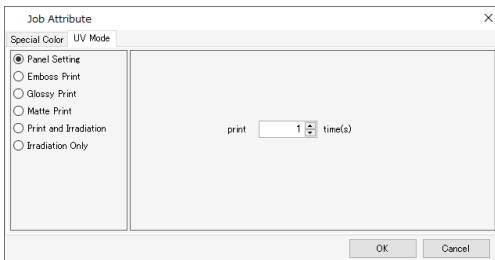 Job Attribute
Special Color UV Mode
Panel Setting
Emboss Print
Glossy Print
Matte Print
Print and Irradiation
Irradiation Only
print 1 time(s)
OK Cancel